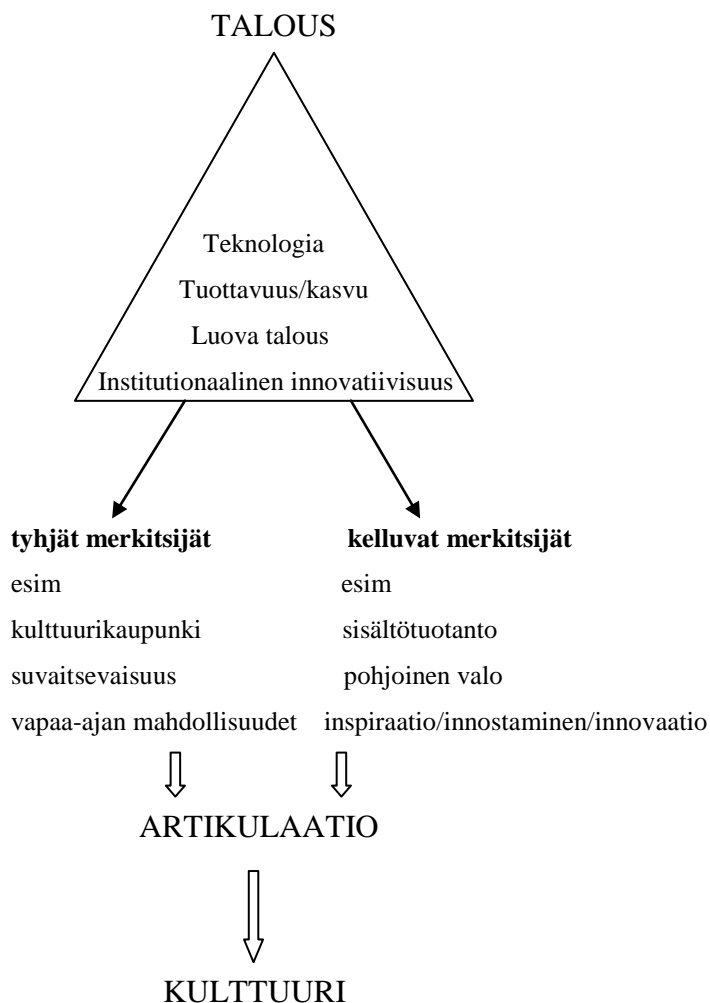 TALOUS
Teknologia
Tuottavuus/kasvu
Luova talous
Institutionaalinen innovatiivisuus
tyhjät merkitsijät
esim
kulttuurikaupunki
suvaitsevaisuus
vapaa-ajan mahdollisuudet
kelluvat merkitsijät
esim
sisältötuotanto
pohjoinen valo
inspiraatio/innostaminen/innovaatio
ARTIKULAATIO
KULTTUURI